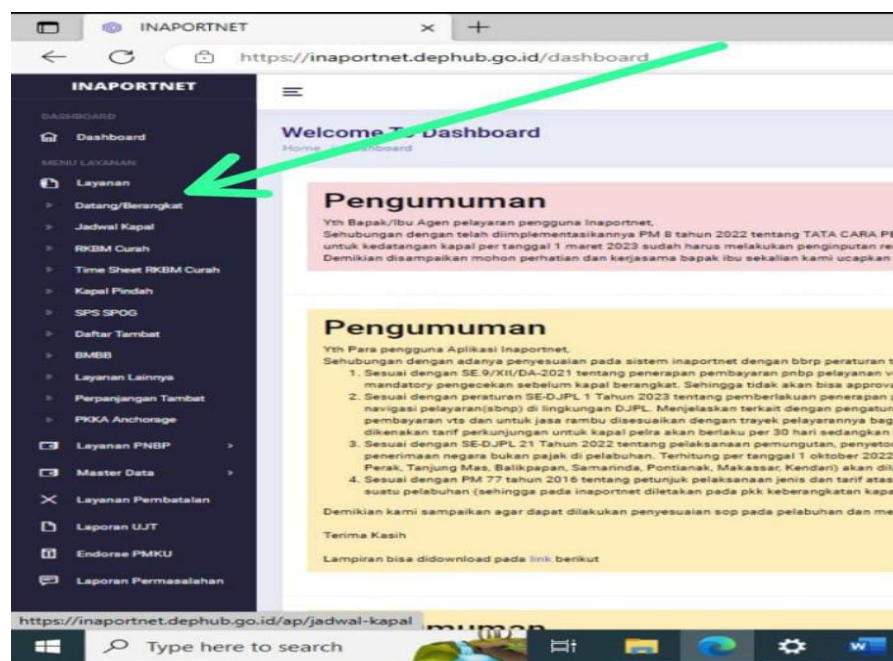 INAPORTNET
https://inaportnet.dephub.go.id/dashboard
INAPORTNET
DASHBOARD
Dashboard
MENU LAYANAN
Layanan
Datang/Berangkat
Jadwal Kapal
RKBM Curah
Time Sheet RKBM Curah
Kapal Pindah
SPS SPOG
Daftar Tambat
BMBB
Layanan Lainnya
Perpanjangan Tambat
PKKA Anchorage
Layanan PNBP
Master Data
Layanan Pembatalan
Laporan UJT
Endorse PMKU
Laporan Permasalahan
Welcome To Dashboard
Home
Pengumuman
Yth Bapak/Ibu Agen pelayaran pengguna Inaportnet,
Sehubungan dengan telah diimplementasikannya PM 8 tahun 2022 tentang TATA CARA
untuk kedatangan kapal per tanggal 1 maret 2023 sudah harus melakukan penginputan
Demikian disampaikan mohon perhatian dan kerjasama bapak ibu sekalian kami ucapkan
Pengumuman
Yth Para pengguna Aplikasi Inaportnet,
Sehubungan dengan adanya penyesuaian pada sistem inaportnet dengan bbrp peraturan
1. Sesuai dengan SE.9/XII/DA-2021 tentang penerapan pembayaran pnbp pelayanan
mandatory pengecekan sebelum kapal berangkat. Sehingga tidak akan bisa
2. Sesuai dengan peraturan SE-DJPL 1 Tahun 2023 tentang pemberlakuan penerapan
navigasi pelayaran(sbnp) di lingkungan DJPL. Menjelaskan terkait dengan
pembayaran vts dan untuk jasa rambu disesuaikan dengan trayek pelayarannya
dikenakan tarif perkunjungan untuk kapal pelra akan berlaku per 30 hari sedangkan
3. Sesuai dengan SE-DJPL 21 Tahun 2022 tentang pelaksanaan pemungutan,
penerimaan negara bukan pajak di pelabuhan. Terhitung per tanggal 1 oktober 2022
Perak, Tanjung Mas, Balikpapan, Samarinda, Pontianak, Makassar, Kendari) akan
4. Sesuai dengan PM 77 tahun 2016 tentang petunjuk pelaksanaan jenis dan tarif atas
suatu pelabuhan (sehingga pada inaportnet diletakan pada pkk keberangkatan
Demikian kami sampaikan agar dapat dilakukan penyesuaian sop pada pelabuhan dan
Terima Kasih
Lampiran bisa didownload pada link berikut
https://inaportnet.dephub.go.id/ap/jadwal-kapal
Type here to search